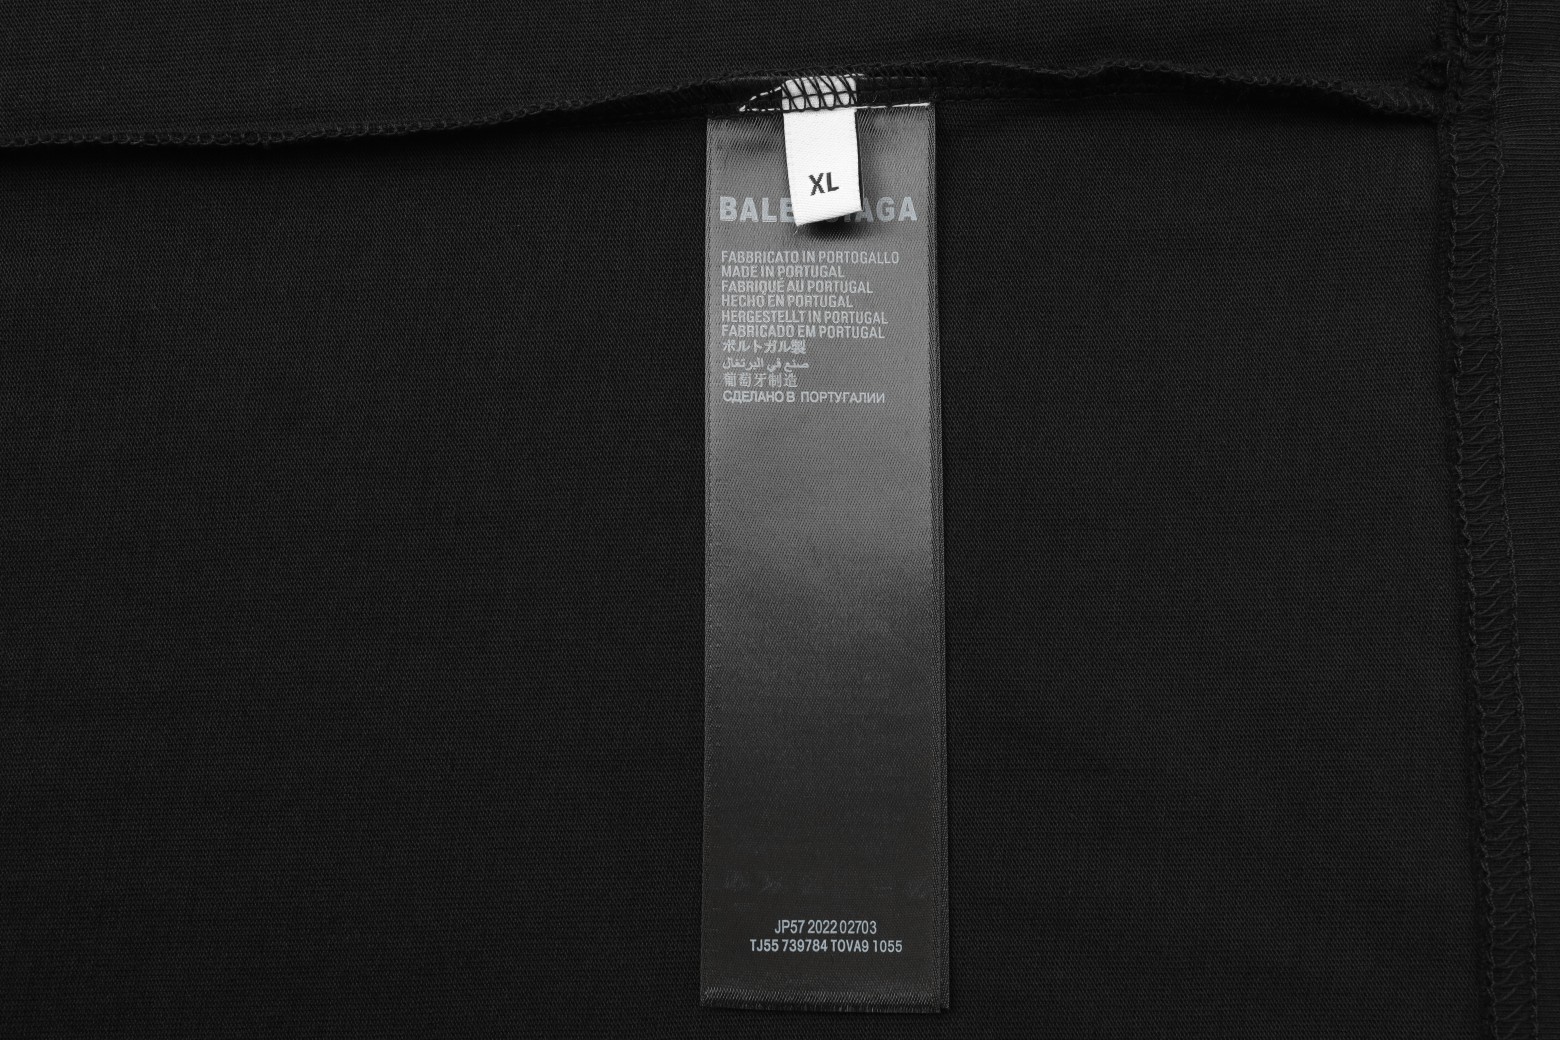 XL
BALENCIAGA
FABBRICATO IN PORTOGALLO
MADE IN PORTUGAL
FABRIQUÉ AU PORTUGAL
HECHO EN PORTUGAL
HERGESTELLT IN PORTUGAL
FABRICADO EM PORTUGAL
ポルトガル製
صنع في البرتغال
葡萄牙制造
СДЕЛАНО В ПОРТУГАЛИИ
JP57 2022 02703
TJ55 739784 TOVA9 1055